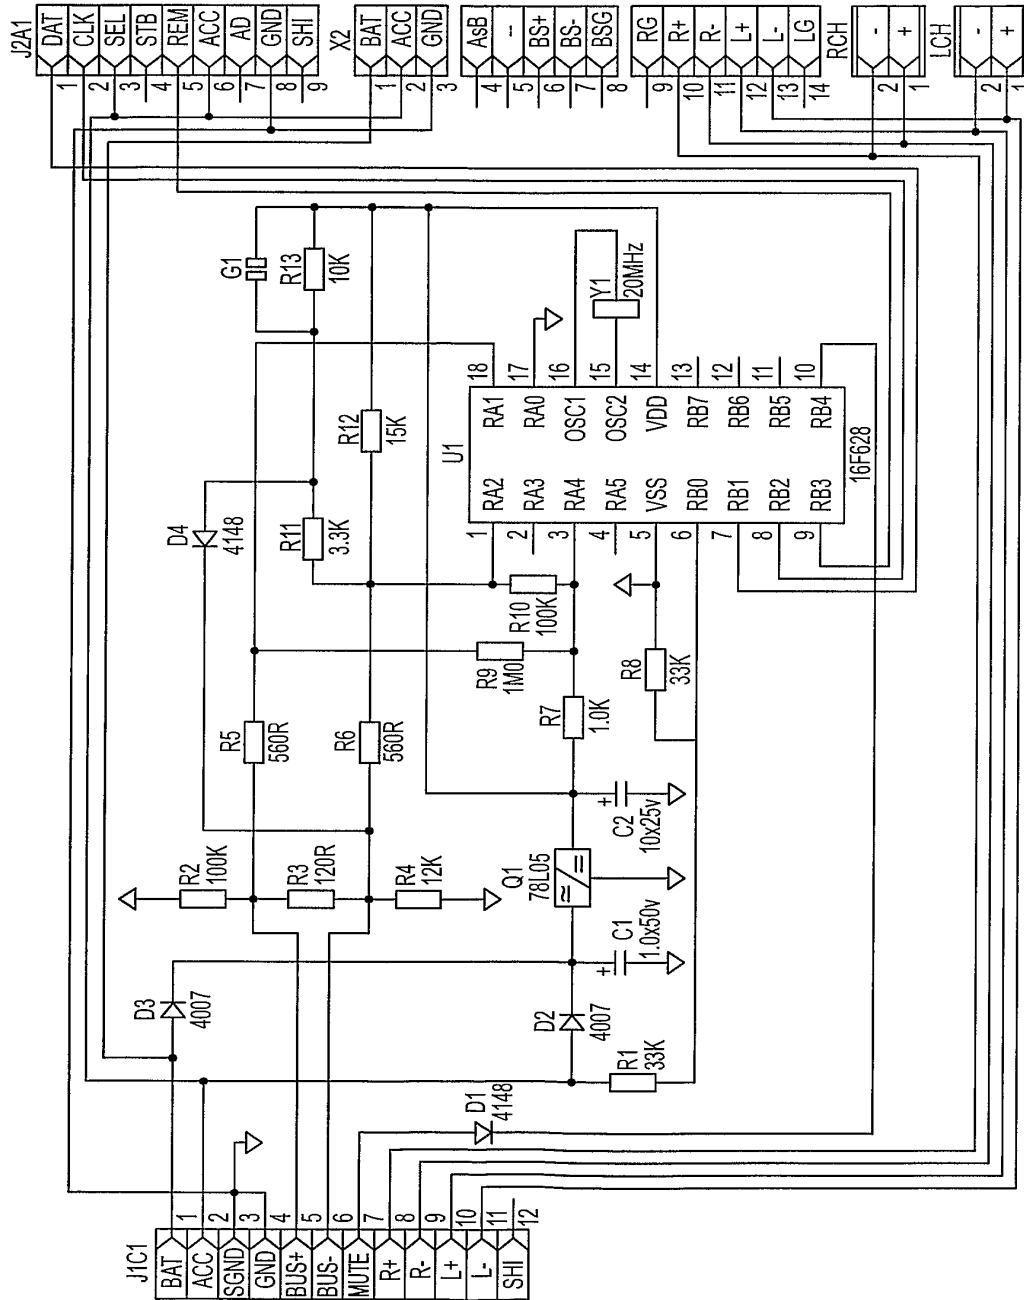 J2A1
DAT 1
CLK 2
SEL 3
STB 4
REM 5
ACC 6
AD 7
GND 8
SHI 9
X2
BAT 1
ACC 2
GND 3
AsB 4
-- 5
BS+ 6
BS- 7
BSG 8
RG 9
R+ 10
R- 11
L+ 12
L- 13
LG 14
RCH
- 2
+ 1
LCH
- 2
+ 1
G1
R13
10K
R12
15K
D4
4148
R11
3.3K
Y1
20MHz
U1
RA2 1
RA3 2
RA4 3
RA5 4
VSS 5
RB0 6
RB1 7
RB2 8
RB3 9
RA1 18
RA0 17
OSC1 16
OSC2 15
VDD 14
RB7 13
RB6 12
RB5 11
RB4 10
16F628
R10
100K
R9
1M0
R8
33K
R7
1.0K
R5
560R
R6
560R
C2
10x25v
+
R2
100K
R3
120R
R4
12K
Q1
78L05
C1
1.0x50v
+
D3
4007
D2
4007
R1
33K
D1
4148
J1C1
BAT 1
ACC 2
SGND 3
GND 4
BUS+ 5
BUS- 6
MUTE 7
R+ 8
R- 9
L+ 10
L- 11
SHI 12